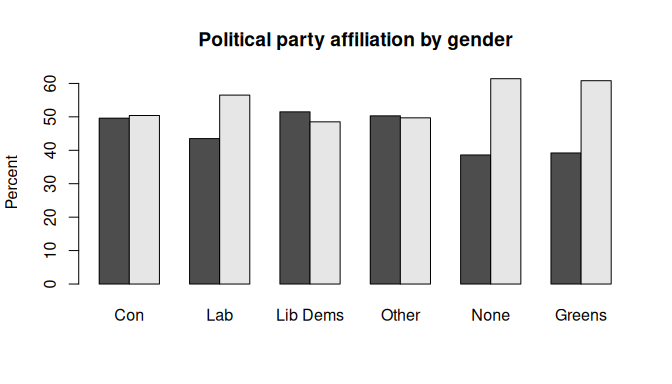 Political party affiliation by gender
Percent
60
50
40
30
20
10
0
Con Lab Lib Dems Other None Greens